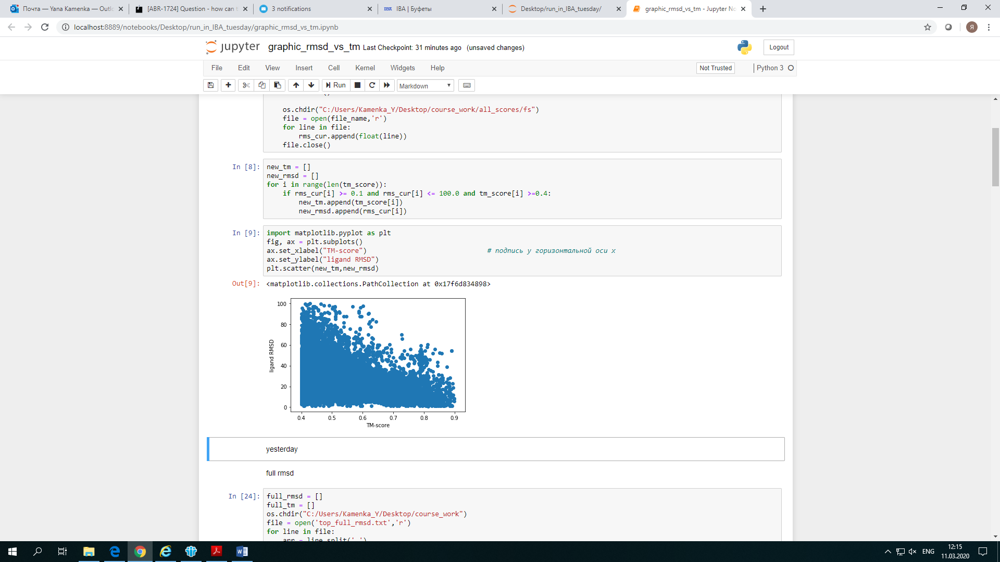 Почта — Yana Kamenka — Outlo
[ABR-1724] Question - how can
3 notifications
IBA IBA | Буфеты
Desktop/run_in_IBA_tuesday/
graphic_rmsd_vs_tm - Jupyter No
localhost:8889/notebooks/Desktop/run_in_IBA_tuesday/graphic_rmsd_vs_tm.ipynb
Я
jupyter graphic_rmsd_vs_tm Last Checkpoint: 31 minutes ago (unsaved changes)
Logout
File Edit View Insert Cell Kernel Widgets Help
Not Trusted
Python 3
Run
Markdown
os.chdir("C:/Users/Kamenka_Y/Desktop/course_work/all_scores/fs")
file = open(file_name,'r')
for line in file:
rms_cur.append(float(line))
file.close()
In [8]:
new_tm = []
new_rmsd = []
for i in range(len(tm_score)):
if rms_cur[i] >= 0.1 and rms_cur[i] <= 100.0 and tm_score[i] >=0.4:
new_tm.append(tm_score[i])
new_rmsd.append(rms_cur[i])
In [9]:
import matplotlib.pyplot as plt
fig, ax = plt.subplots()
ax.set_xlabel("TM-score") # подпись у горизонтальной оси х
ax.set_ylabel("ligand RMSD")
plt.scatter(new_tm,new_rmsd)
Out[9]:
<matplotlib.collections.PathCollection at 0x17f6d834898>
100
80
60
40
20
0
ligand RMSD
0.4 0.5 0.6 0.7 0.8 0.9
TM-score
yesterday
full rmsd
In [24]:
full_rmsd = []
full_tm = []
os.chdir("C:/Users/Kamenka_Y/Desktop/course_work")
file = open('top_full_rmsd.txt','r')
for line in file:
arr = line.split(' ')
ENG
12:15
11.03.2020